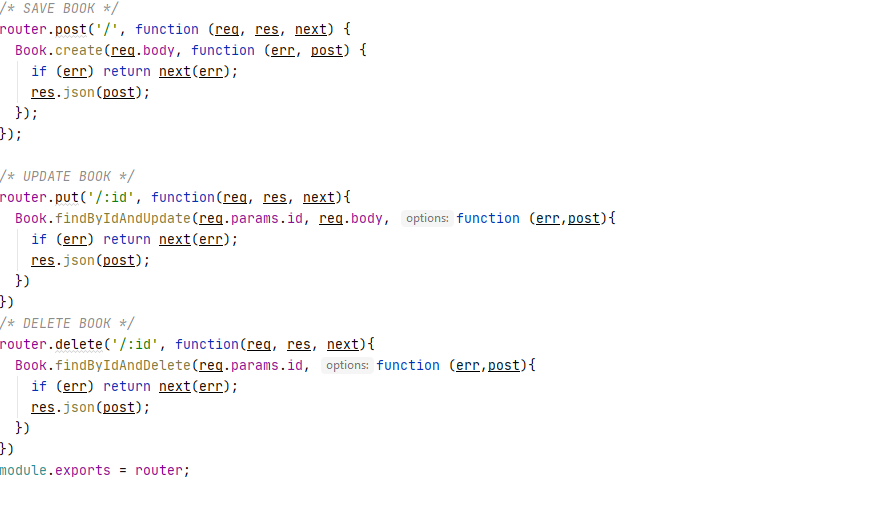 /* SAVE BOOK */
router.post('/', function (req, res, next) {
  Book.create(req.body, function (err, post) {
    if (err) return next(err);
    res.json(post);
  });
});

/* UPDATE BOOK */
router.put('/:id', function(req, res, next){
  Book.findByIdAndUpdate(req.params.id, req.body, options: function (err,post){
    if (err) return next(err);
    res.json(post);
  })
})
/* DELETE BOOK */
router.delete('/:id', function(req, res, next){
  Book.findByIdAndDelete(req.params.id, options: function (err,post){
    if (err) return next(err);
    res.json(post);
  })
})
module.exports = router;